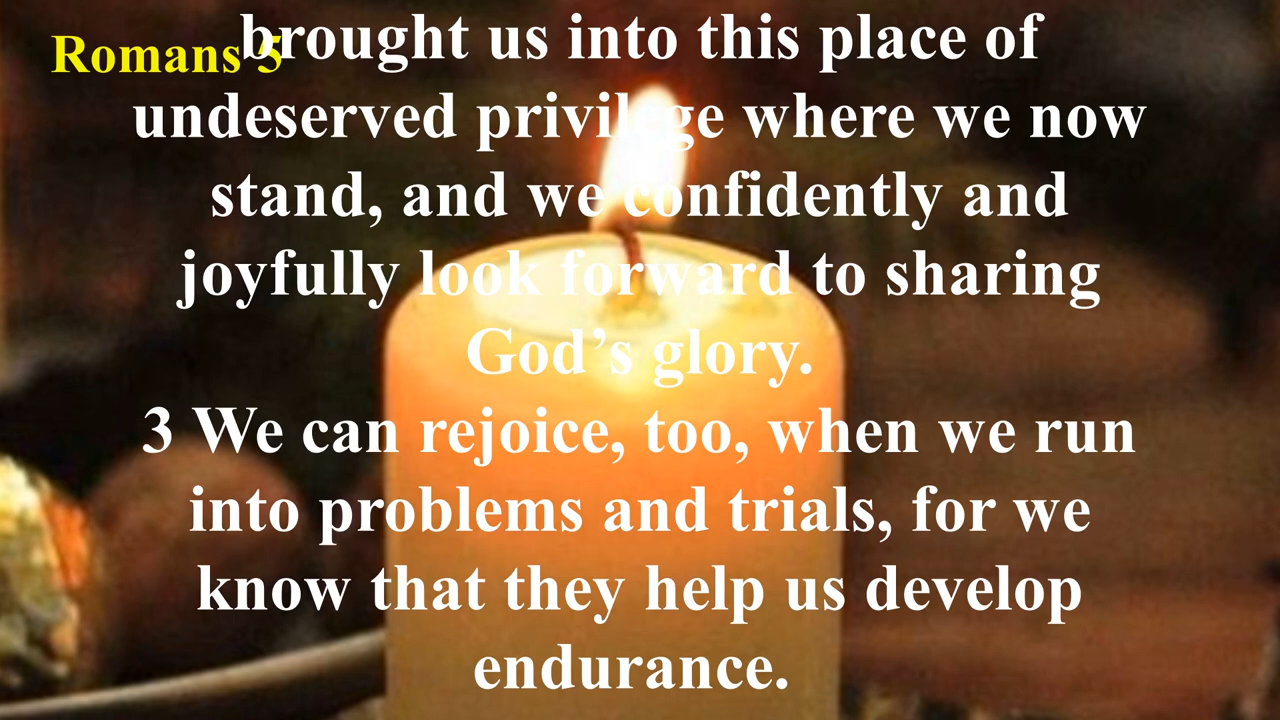 Romans 5
brought us into this place of
undeserved privilege where we now
stand, and we confidently and
joyfully look forward to sharing
God’s glory.
3 We can rejoice, too, when we run
into problems and trials, for we
know that they help us develop
endurance.